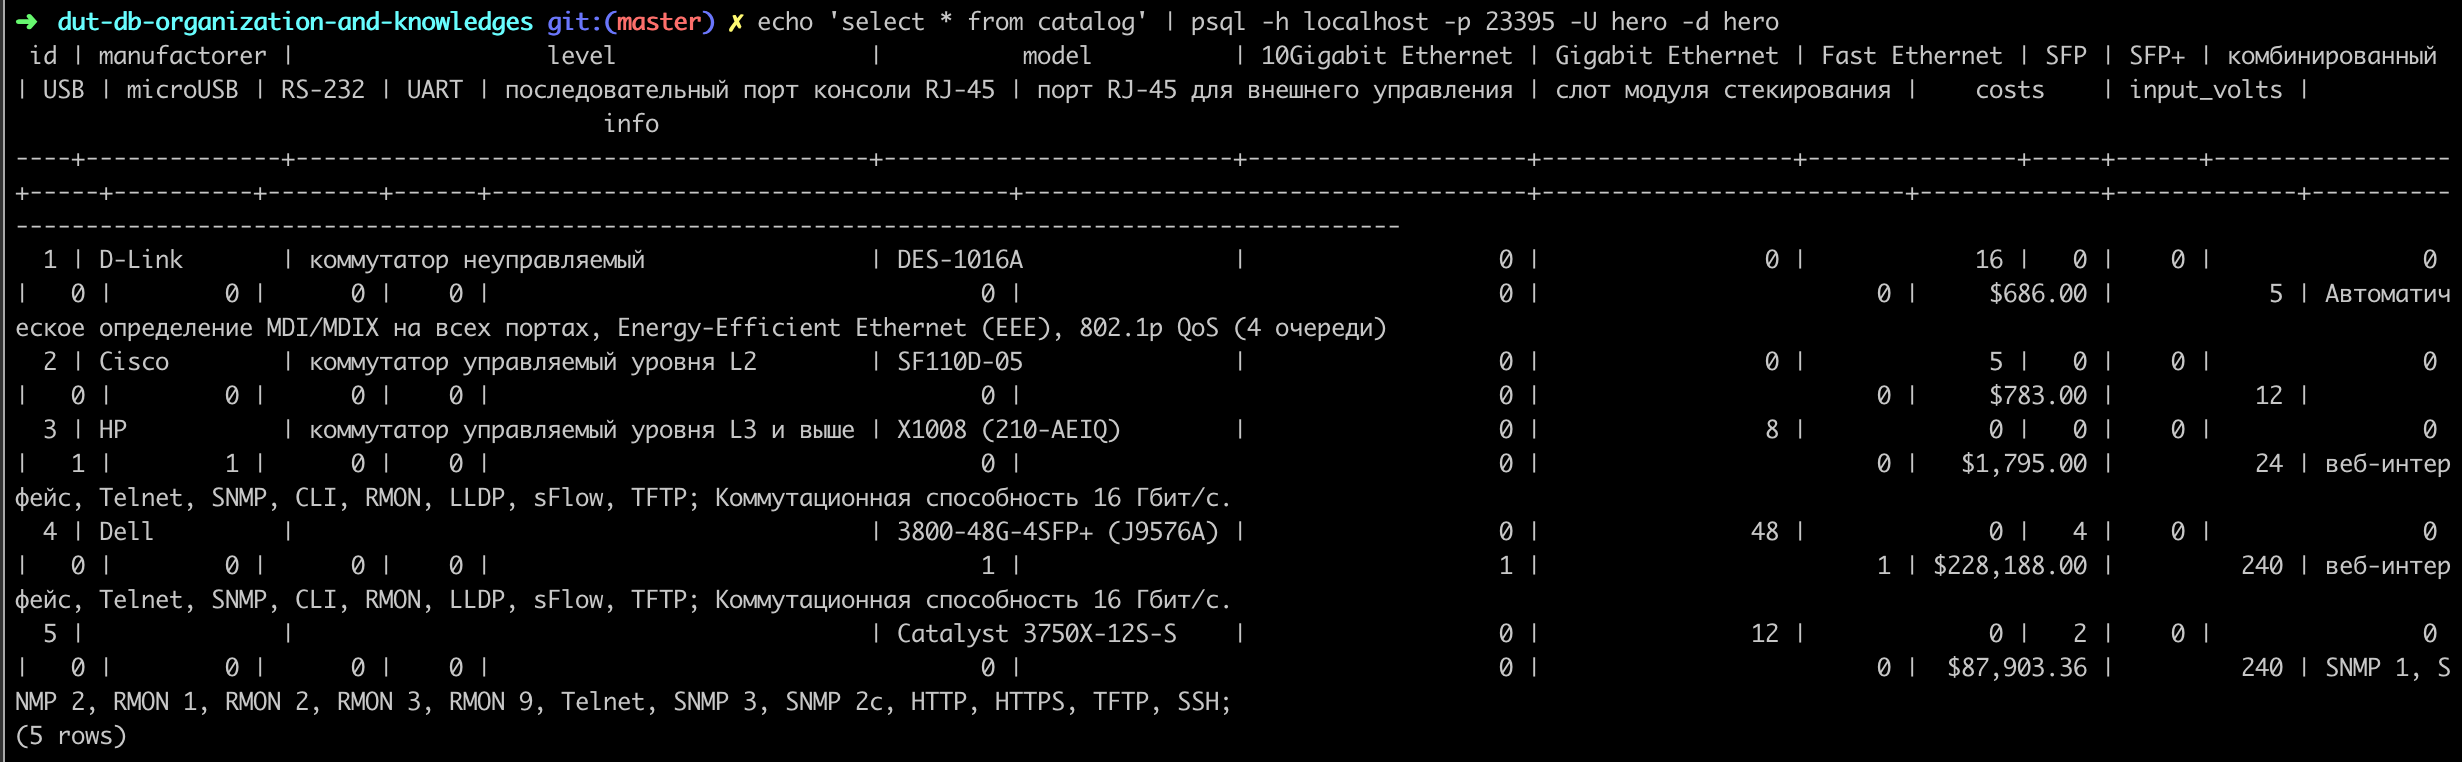 ➜  dut-db-organization-and-knowledges git:(master) ✗ echo 'select * from catalog' | psql -h localhost -p 23395 -U hero -d hero
 id | manufactorer |                  level                  |          model          | 10Gigabit Ethernet | Gigabit Ethernet | Fast Ethernet | SFP | SFP+ | комбинированный
| USB | microUSB | RS-232 | UART | последовательный порт консоли RJ-45 | порт RJ-45 для внешнего управления | слот модуля стекирования |    costs    | input_volts |
                                          info
----+--------------+-----------------------------------------+-------------------------+--------------------+------------------+---------------+-----+------+-----------------
+-----+----------+--------+------+-------------------------------------+------------------------------------+--------------------------+-------------+-------------+----------
---------------------------------------------------------------------------------------------------
  1 | D-Link       | коммутатор неуправляемый                | DES-1016A               |                  0 |                0 |            16 |   0 |    0 |               0
|   0 |        0 |      0 |    0 |                                   0 |                                  0 |                        0 |     $686.00 |           5 | Автоматич
еское определение MDI/MDIX на всех портах, Energy-Efficient Ethernet (EEE), 802.1p QoS (4 очереди)
  2 | Cisco        | коммутатор управляемый уровня L2        | SF110D-05               |                  0 |                0 |             5 |   0 |    0 |               0
|   0 |        0 |      0 |    0 |                                   0 |                                  0 |                        0 |     $783.00 |          12 |
  3 | HP           | коммутатор управляемый уровня L3 и выше | X1008 (210-AEIQ)        |                  0 |                8 |             0 |   0 |    0 |               0
|   1 |        1 |      0 |    0 |                                   0 |                                  0 |                        0 |   $1,795.00 |          24 | веб-интер
фейс, Telnet, SNMP, CLI, RMON, LLDP, sFlow, TFTP; Коммутационная способность 16 Гбит/с.
  4 | Dell         |                                         | 3800-48G-4SFP+ (J9576A) |                  0 |               48 |             0 |   4 |    0 |               0
|   0 |        0 |      0 |    0 |                                   1 |                                  1 |                        1 | $228,188.00 |         240 | веб-интер
фейс, Telnet, SNMP, CLI, RMON, LLDP, sFlow, TFTP; Коммутационная способность 16 Гбит/с.
  5 |              |                                         | Catalyst 3750X-12S-S    |                  0 |               12 |             0 |   2 |    0 |               0
|   0 |        0 |      0 |    0 |                                   0 |                                  0 |                        0 |  $87,903.36 |         240 | SNMP 1, S
NMP 2, RMON 1, RMON 2, RMON 3, RMON 9, Telnet, SNMP 3, SNMP 2c, HTTP, HTTPS, TFTP, SSH;
(5 rows)